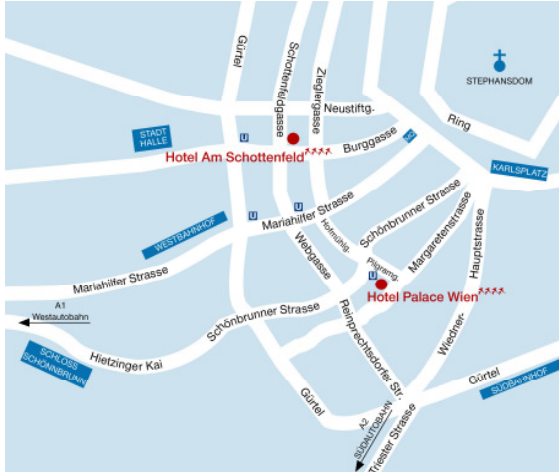 Gürtel
Schottenfeldgasse
Zieglergasse
STEPHANSDOM
Neustiftg.
Ring
STADT
HALLE
U
Burggasse
MQ
Hotel Am Schottenfeld
KARLSPLATZ
U
U
Mariahilfer Strasse
WESTBAHNHOF
Hofmühlg.
Schönbrunner Strasse
Webgasse
Margaretenstrasse
Hauptstrasse
Pilgramg.
U
Mariahilfer Strasse
Hotel Palace Wien
A1
Westautobahn
Schönbrunner Strasse
Reinprechtsdorfer Str.
Wiedner-
SCHLOSS
SCHÖNNBRUNN
Hietzinger Kai
Gürtel
Gürtel
SÜDBAHNHOF
A2
SÜDAUTOBAHN
Triester Strasse